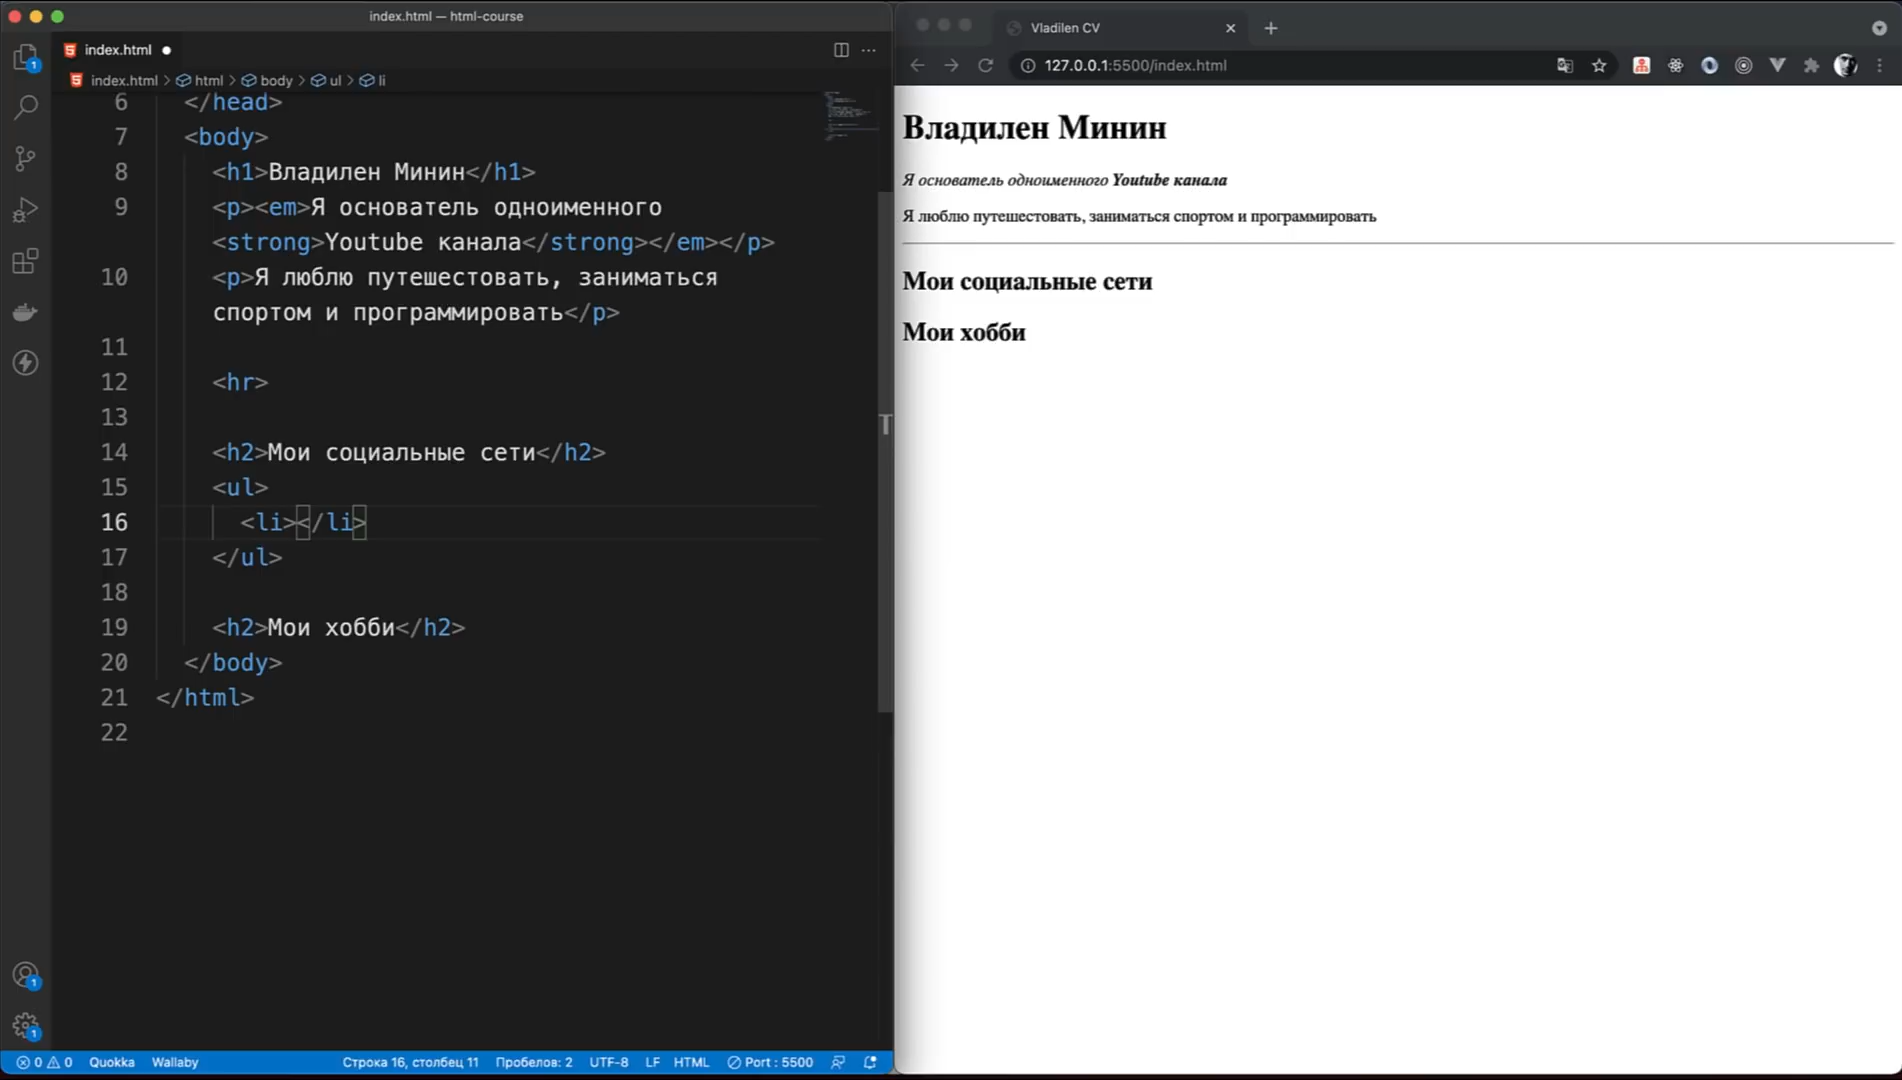 index.html — html-course
index.html
index.html > html > body > ul > li
6 </head>
7 <body>
8 <h1>Владилен Минин</h1>
9 <p><em>Я основатель одноименного
<strong>Youtube канала</strong></em></p>
10 <p>Я люблю путешестовать, заниматься
спортом и программировать</p>
11
12 <hr>
13
14 <h2>Мои социальные сети</h2>
15 <ul>
16 <li></li>
17 </ul>
18
19 <h2>Мои хобби</h2>
20 </body>
21 </html>
22
1
1
1
0 0 Quokka Wallaby Строка 16, столбец 11 Пробелов: 2 UTF-8 LF HTML Port : 5500
Vladilen CV
127.0.0.1:5500/index.html
Владилен Минин
Я основатель одноименного Youtube канала
Я люблю путешестовать, заниматься спортом и программировать
Мои социальные сети
Мои хобби